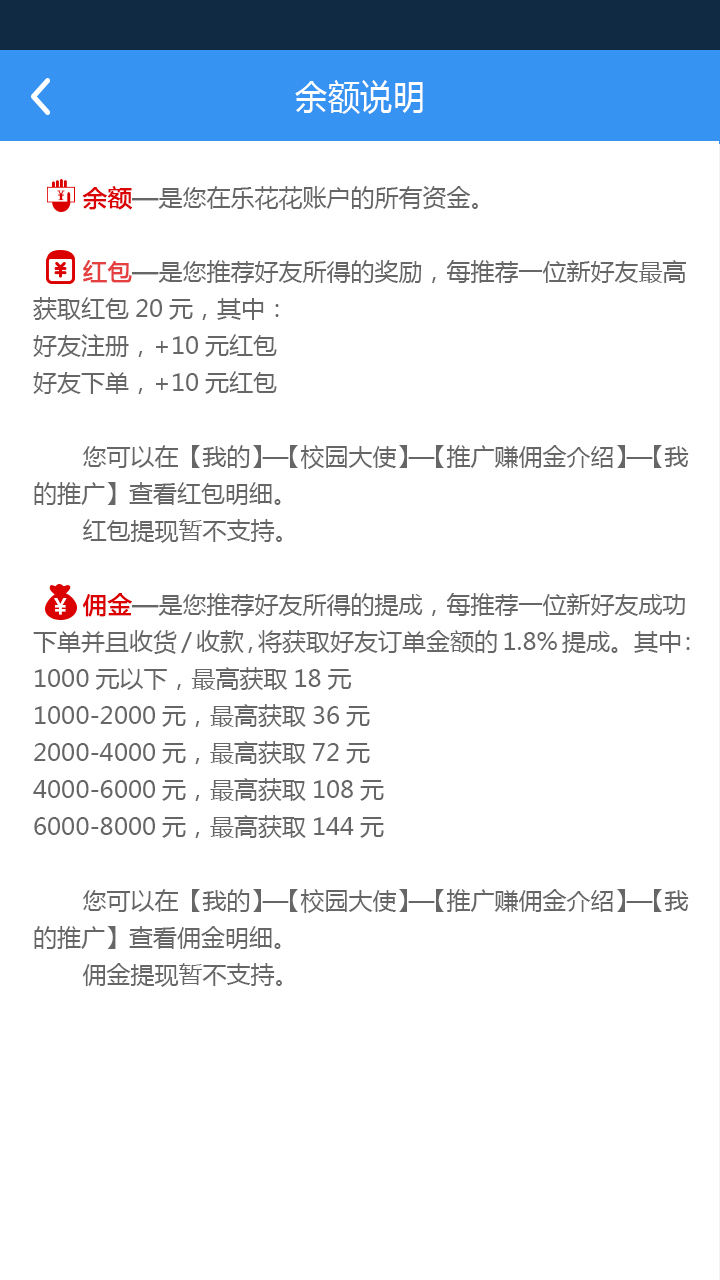 余额说明
余额—是您在乐花花账户的所有资金。
红包—是您推荐好友所得的奖励，每推荐一位新好友最高
获取红包 20 元，其中：
好友注册，+10 元红包
好友下单，+10 元红包
您可以在【我的】—【校园大使】—【推广赚佣金介绍】—【我
的推广】查看红包明细。
红包提现暂不支持。
佣金—是您推荐好友所得的提成，每推荐一位新好友成功
下单并且收货/收款,将获取好友订单金额的1.8%提成。其中:
1000 元以下，最高获取 18 元
1000-2000 元，最高获取 36 元
2000-4000 元，最高获取 72 元
4000-6000 元，最高获取 108 元
6000-8000 元，最高获取 144 元
您可以在【我的】—【校园大使】—【推广赚佣金介绍】—【我
的推广】查看佣金明细。
佣金提现暂不支持。